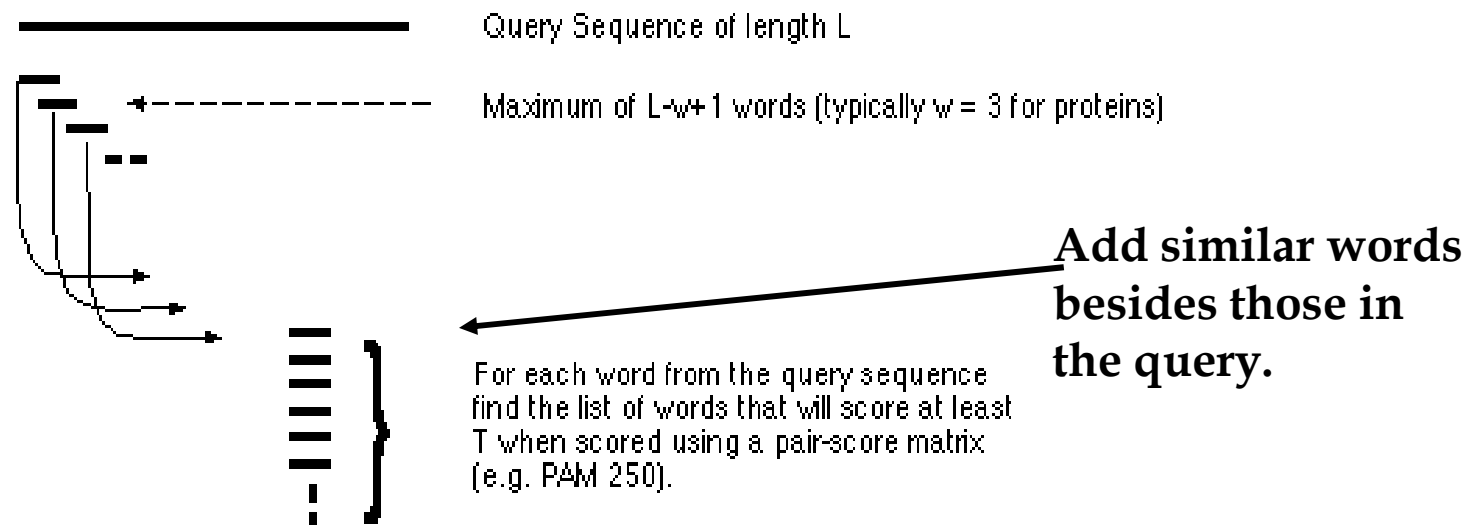 Query Sequence of length L
Maximum of L-w+1 words (typically w = 3 for proteins)
Add similar words
besides those in
the query.
For each word from the query sequence
find the list of words that will score at least
T when scored using a pair-score matrix
(e.g. PAM 250).